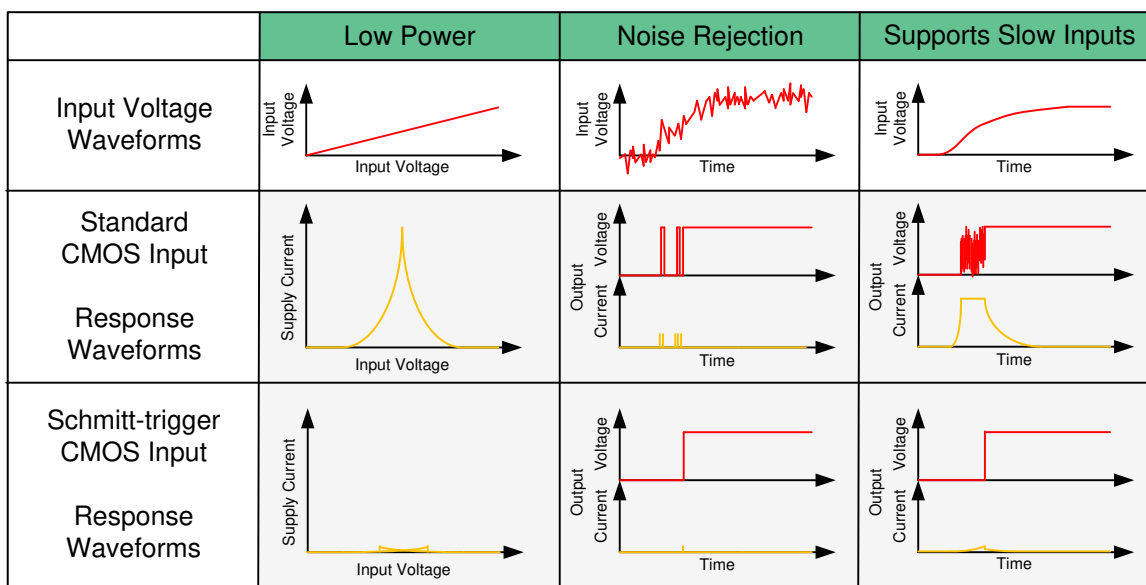 Low Power
Noise Rejection
Supports Slow Inputs
Input Voltage
Waveforms
Input
Voltage
Input Voltage
Input
Voltage
Time
Input
Voltage
Time
Standard
CMOS Input
Response
Waveforms
Supply Current
Input Voltage
Output
Voltage
Current
Time
Output
Voltage
Current
Time
Schmitt-trigger
CMOS Input
Response
Waveforms
Supply Current
Input Voltage
Output
Voltage
Current
Time
Output
Voltage
Current
Time